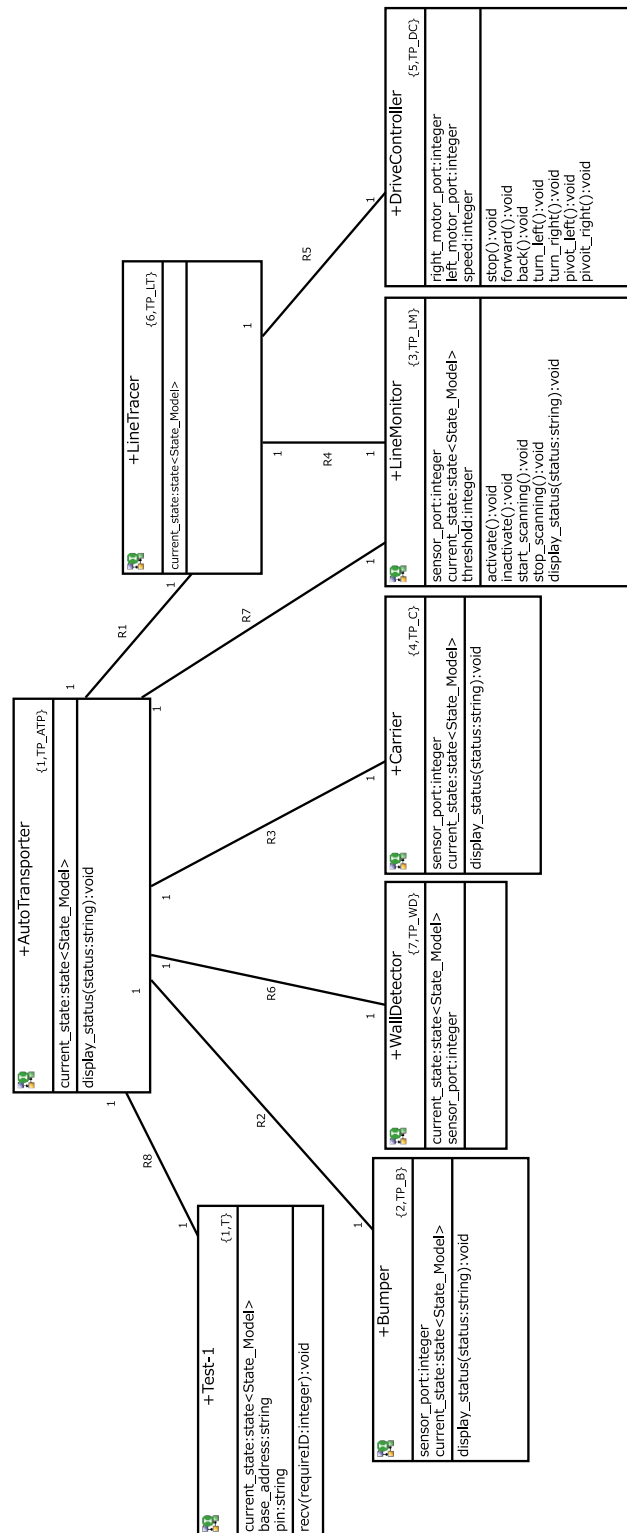 +AutoTransporter
{1,TP_ATP}
current_state:state<State_Model>
display_status(status:string):void
+LineTracer
{6,TP_LT}
current_state:state<State_Model>
+Test-1
{1,T}
current_state:state<State_Model>
base_address:string
pin:string
recv(requireID:integer):void
+Bumper
{2,TP_B}
sensor_port:integer
current_state:state<State_Model>
display_status(status:string):void
+WallDetector
{7,TP_WD}
current_state:state<State_Model>
sensor_port:integer
+Carrier
{4,TP_C}
sensor_port:integer
current_state:state<State_Model>
display_status(status:string):void
+LineMonitor
{3,TP_LM}
sensor_port:integer
current_state:state<State_Model>
threshold:integer
activate():void
inactivate():void
start_scanning():void
stop_scanning():void
display_status(status:string):void
+DriveController
{5,TP_DC}
right_motor_port:integer
left_motor_port:integer
speed:integer
stop():void
forward():void
back():void
turn_left():void
turn_right():void
pivot_left():void
pivoit_right():void
1
R8
1
1
R2
1
1
R6
1
1
R3
1
1
R7
1
1
R1
1
1
R4
1
1
R5
1